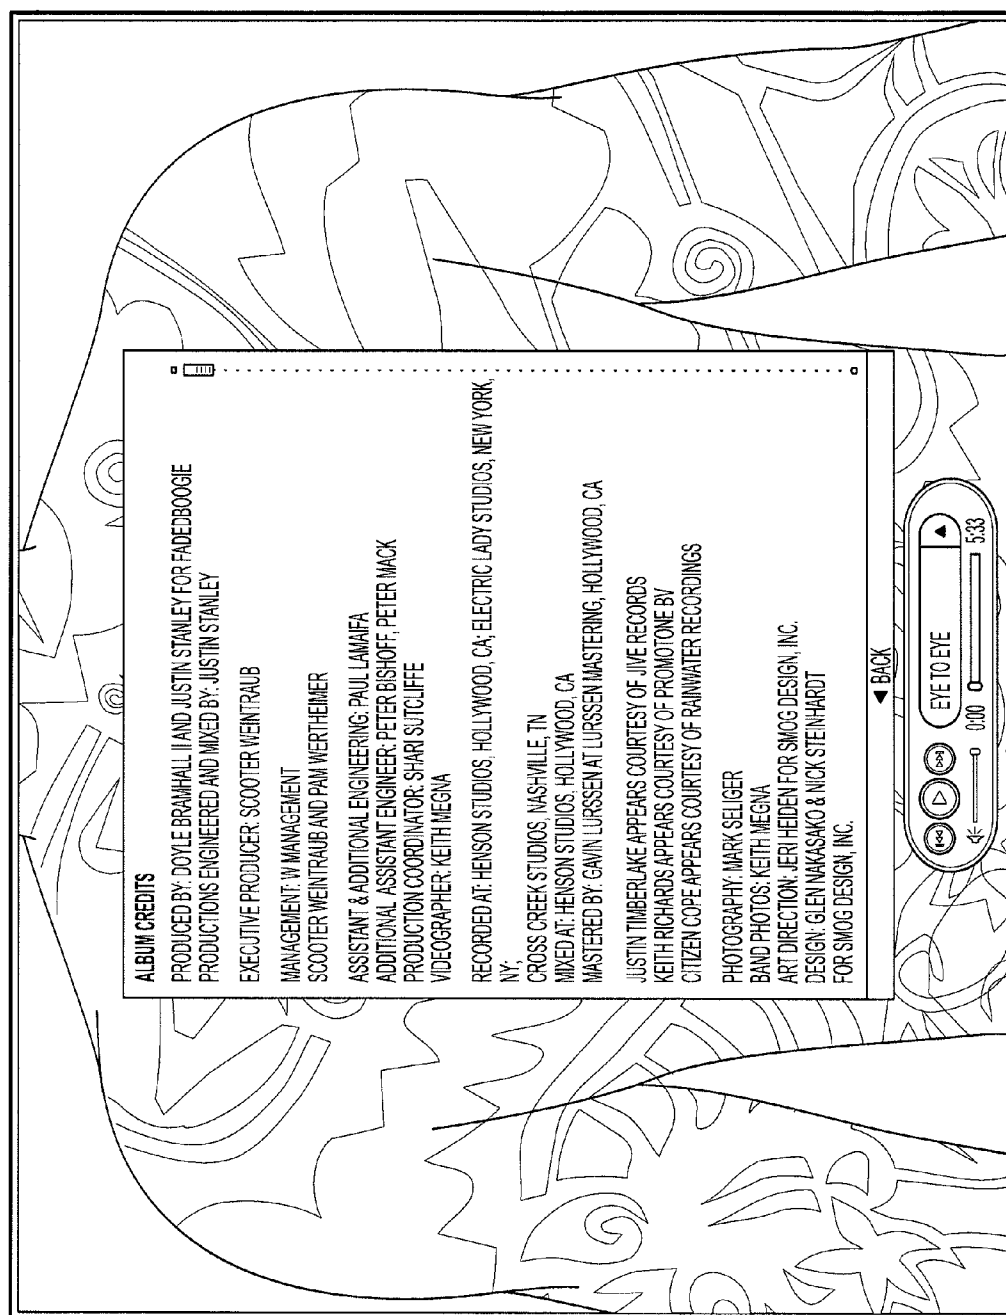 ALBUM CREDITS
PRODUCED BY: DOYLE BRAMHALL II AND JUSTIN STANLEY FOR FADEDBOOGIE
PRODUCTIONS ENGINEERED AND MIXED BY: JUSTIN STANLEY
EXECUTIVE PRODUCER: SCOOTER WEINTRAUB
MANAGEMENT: W MANAGEMENT
SCOOTER WEINTRAUB AND PAM WERTHEIMER
ASSISTANT & ADDITIONAL ENGINEERING: PAUL LAMAIFA
ADDITIONAL ASSISTANT ENGINEER: PETER BISHOFF, PETER MACK
PRODUCTION COORDINATOR: SHARI SUTCLIFFE
VIDEOGRAPHER: KEITH MEGNA
RECORDED AT: HENSON STUDIOS, HOLLYWOOD, CA; ELECTRIC LADY STUDIOS, NEW YORK,
NY;
CROSS CREEK STUDIOS, NASHVILLE, TN
MIXED AT: HENSON STUDIOS, HOLLYWOOD, CA
MASTERED BY: GAVIN LURSSEN AT LURSSEN MASTERING, HOLLYWOOD, CA
JUSTIN TIMBERLAKE APPEARS COURTESY OF JIVE RECORDS
KEITH RICHARDS APPEARS COURTESY OF PROMOTONE BV
CITIZEN COPE APPEARS COURTESY OF RAINWATER RECORDINGS
PHOTOGRAPHY: MARK SELIGER
BAND PHOTOS: KEITH MEGNA
ART DIRECTION: JERI HEIDEN FOR SMOG DESIGN, INC.
DESIGN: GLEN NAKASAKO & NICK STEINHARDT
FOR SMOG DESIGN, INC.
◀ BACK
EYE TO EYE
0:00 5:33